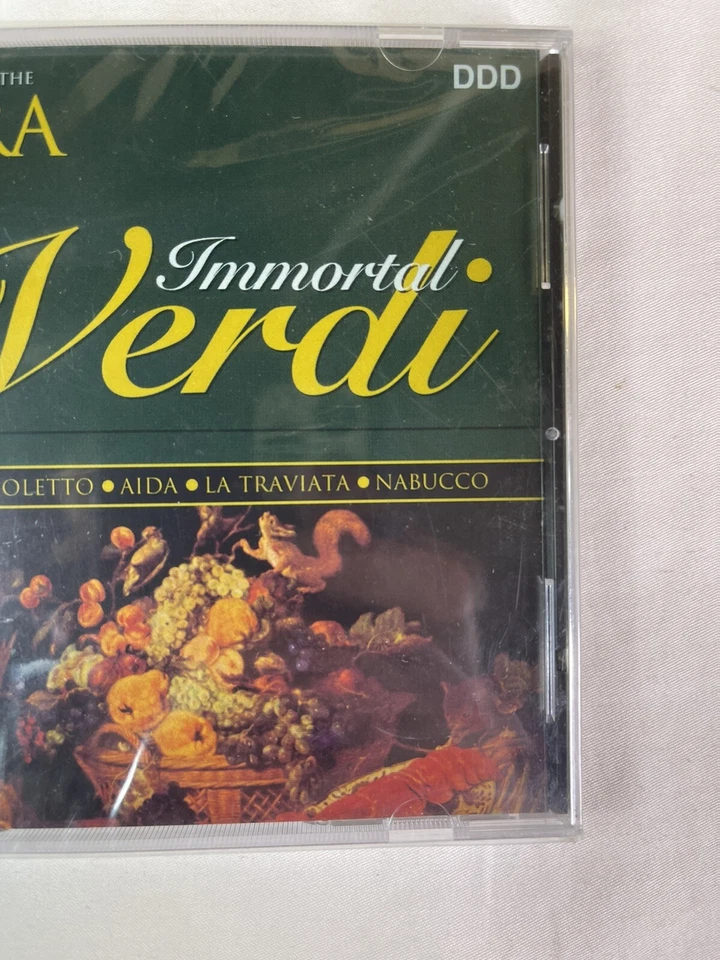 THE
DDD
RA
Immortal
Verdi
OLETTO • AIDA • LA TRAVIATA • NABUCCO